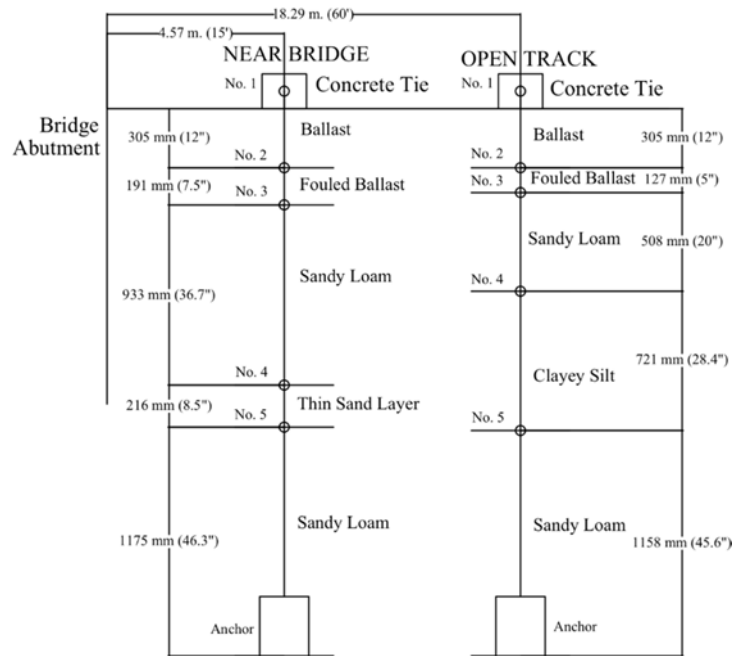 18.29 m. (60')
4.57 m. (15')
NEAR BRIDGE
OPEN TRACK
No. 1
Concrete Tie
No. 1
Concrete Tie
Bridge
Abutment
305 mm (12")
Ballast
Ballast
305 mm (12")
No. 2
No. 2
191 mm (7.5")
Fouled Ballast
Fouled Ballast
127 mm (5")
No. 3
No. 3
Sandy Loam
508 mm (20")
933 mm (36.7")
Sandy Loam
No. 4
No. 4
721 mm (28.4")
Clayey Silt
216 mm (8.5")
Thin Sand Layer
No. 5
No. 5
1175 mm (46.3")
Sandy Loam
Sandy Loam
1158 mm (45.6")
Anchor
Anchor